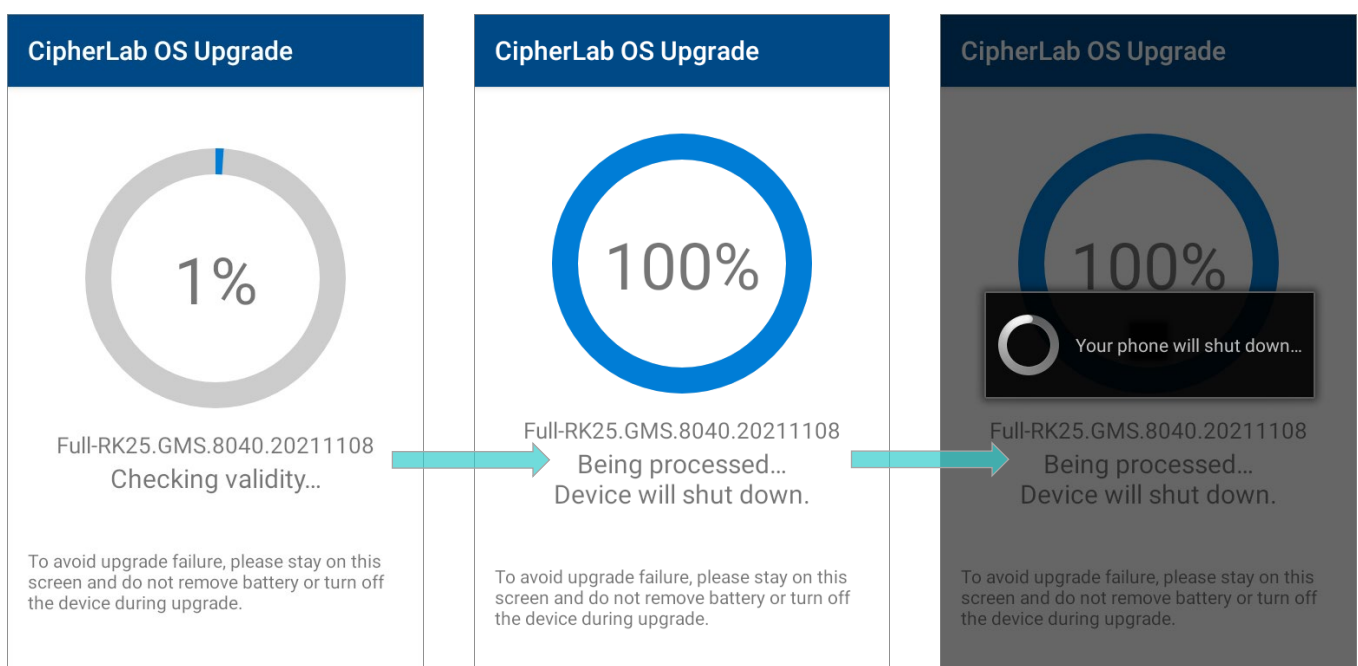 CipherLab OS Upgrade
1%
Full-RK25.GMS.8040.20211108
Checking validity...
To avoid upgrade failure, please stay on this
screen and do not remove battery or turn off
the device during upgrade.
CipherLab OS Upgrade
100%
Full-RK25.GMS.8040.20211108
Being processed...
Device will shut down.
To avoid upgrade failure, please stay on this
screen and do not remove battery or turn off
the device during upgrade.
CipherLab OS Upgrade
100%
Your phone will shut down...
Full-RK25.GMS.8040.20211108
Being processed...
Device will shut down.
To avoid upgrade failure, please stay on this
screen and do not remove battery or turn off
the device during upgrade.